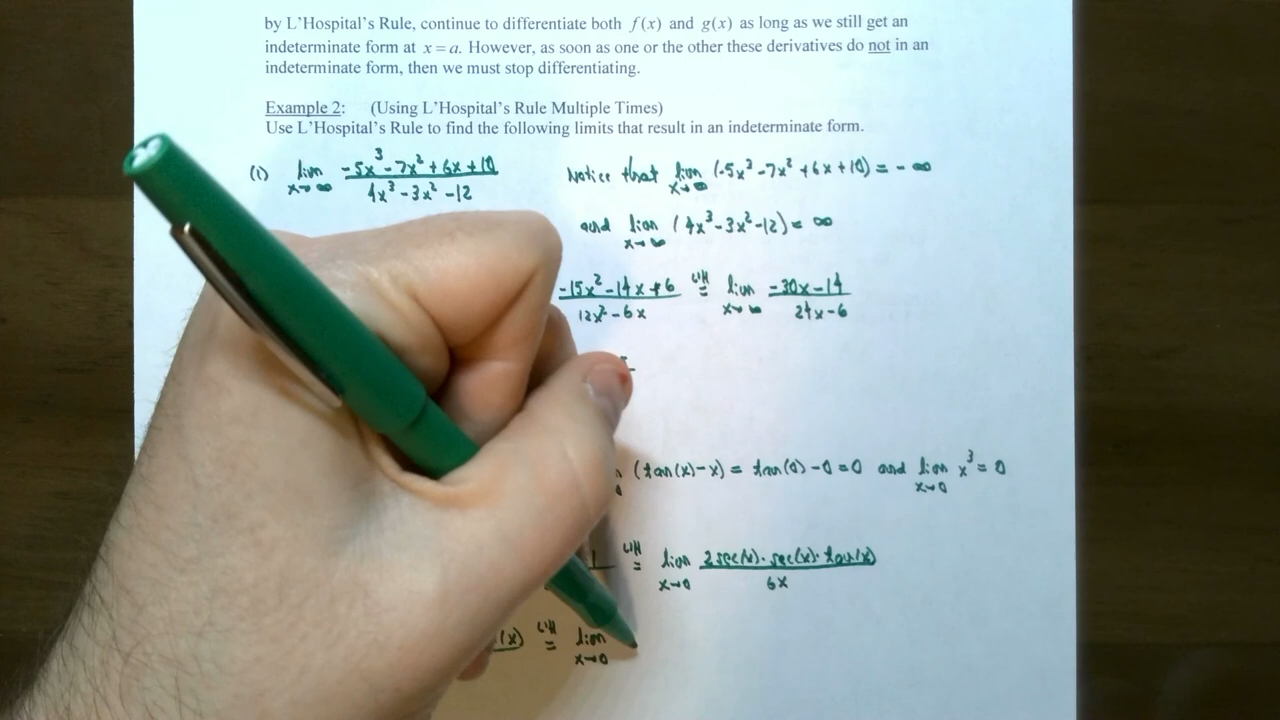 by L'Hospital's Rule, continue to differentiate both f(x) and g(x) as long as we still get an
indeterminate form at x = a. However, as soon as one or the other these derivatives do not in an
indeterminate form, then we must stop differentiating.
Example 2: (Using L'Hospital's Rule Multiple Times)
Use L'Hospital's Rule to find the following limits that result in an indeterminate form.
(1) lim x→∞ (-5x³-7x²+6x+10)/(4x³-3x²-12) Notice that lim x→∞ (-5x³-7x²+6x+10) = -∞
and lim x→∞ (4x³-3x²-12) = ∞
(-15x²-14x+6)/(12x²-6x) L'H = lim x→∞ (-30x-14)/(24x-6)
(tan(x)-x) = tan(0)-0=0 and lim x→0 x³=0
L'H = lim x→0 (2sec(x)·sec(x)·tan(x))/(6x)
(x) L'H = lim x→0